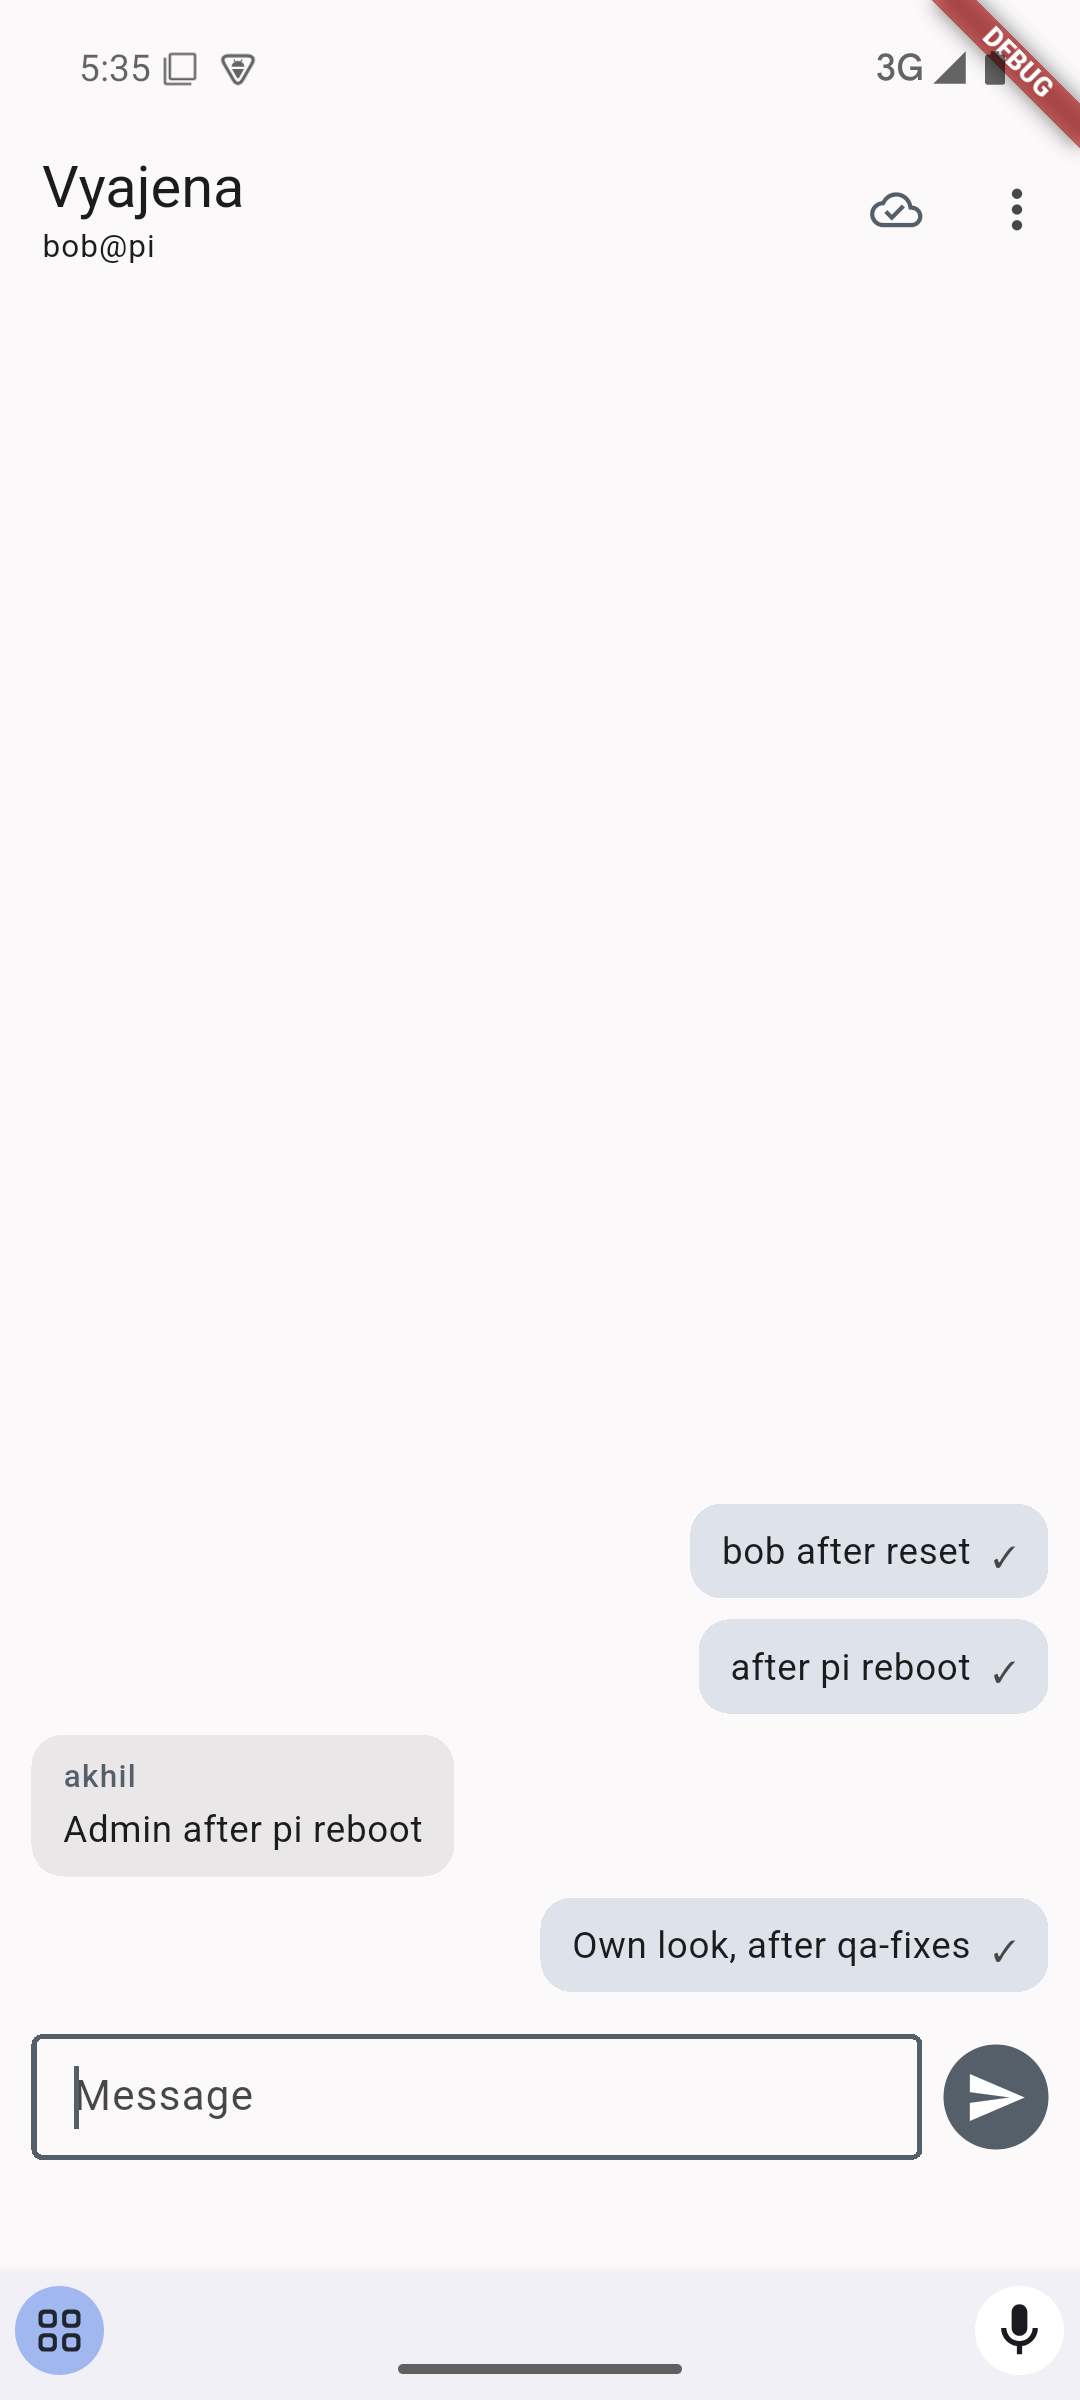 5:35
3G
DEBUG
Vyajena
bob@pi
bob after reset ✓
after pi reboot ✓
akhil
Admin after pi reboot
Own look, after qa-fixes ✓
Message